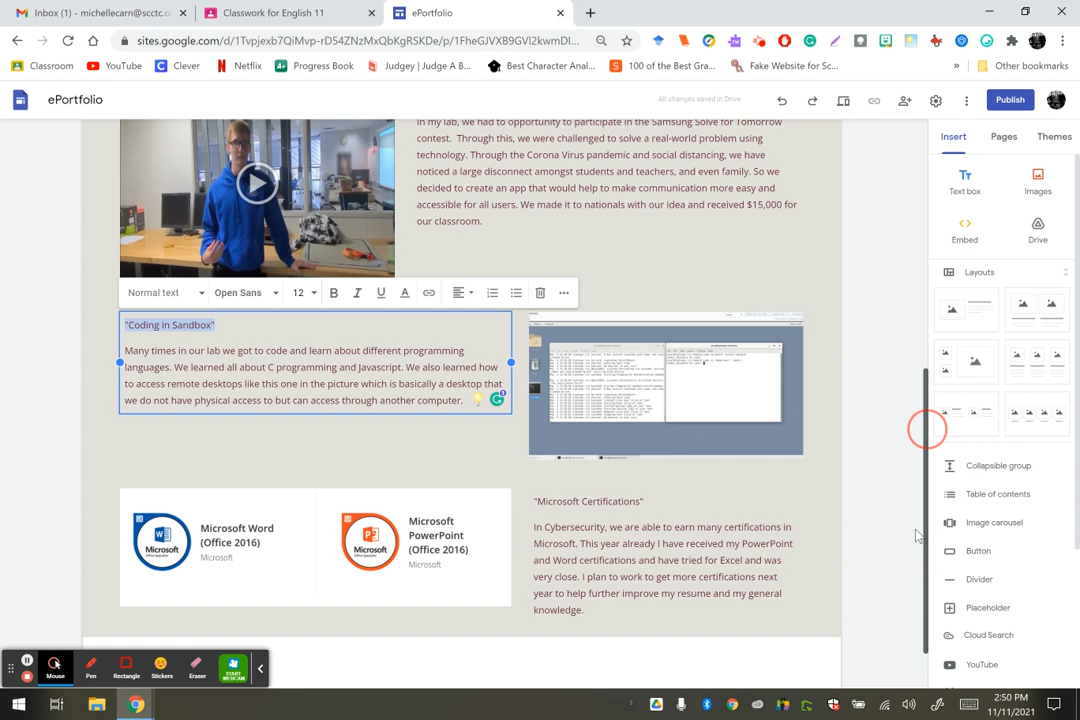 Inbox (1) - michellecarn@scctc.o
Classwork for English 11
ePortfolio
sites.google.com/d/1Tvpjexb7QiMvp-rD54ZNzMxQbKgRSKDe/p/1FheGJVXB9GVl2kwmDl...
Classroom
YouTube
Clever
Netflix
Progress Book
Judgey | Judge A B...
Best Character Anal...
100 of the Best Gra...
Fake Website for Sc...
»
Other bookmarks
ePortfolio
All changes saved in Drive
Publish
Insert
Pages
Themes
In my lab, we had to opportunity to participate in the Samsung Solve for Tomorrow
contest. Through this, we were challenged to solve a real-world problem using
technology. Through the Corona Virus pandemic and social distancing, we have
noticed a large disconnect amongst students and teachers, and even family. So we
decided to create an app that would help to make communication more easy and
accessible for all users. We made it to nationals with our idea and received $15,000 for
our classroom.
Normal text
Open Sans
12
B
I
U
A
"Coding in Sandbox"
Many times in our lab we got to code and learn about different programming
languages. We learned all about C programming and Javascript. We also learned how
to access remote desktops like this one in the picture which is basically a desktop that
we do not have physical access to but can access through another computer.
Microsoft Word
(Office 2016)
Microsoft
Microsoft
Microsoft
PowerPoint
(Office 2016)
Microsoft
Microsoft
"Microsoft Certifications"
In Cybersecurity, we are able to earn many certifications in
Microsoft. This year already I have received my PowerPoint
and Word certifications and have tried for Excel and was
very close. I plan to work to get more certifications next
year to help further improve my resume and my general
knowledge.
Text box
Images
Embed
Drive
Layouts
Collapsible group
Table of contents
Image carousel
Button
Divider
Placeholder
Cloud Search
YouTube
Mouse
Pen
Rectangle
Stickers
Eraser
START
WEBCAM
2:50 PM
11/11/2021